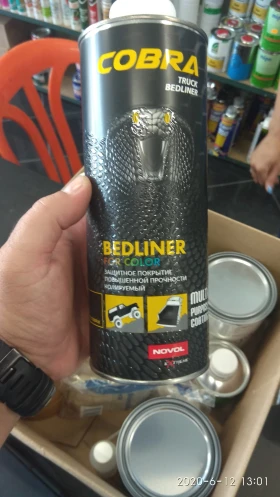 COBRA
TRUCK
BEDLINER
BEDLINER
FOR COLOR
ЗАЩИТНОЕ ПОКРЫТИЕ
ПОВЫШЕННОЙ ПРОЧНОСТИ
КОЛИРУЕМЫЙ
MULTI
PURPOSE
COATING
NOVOL
2020-6-12 13:01